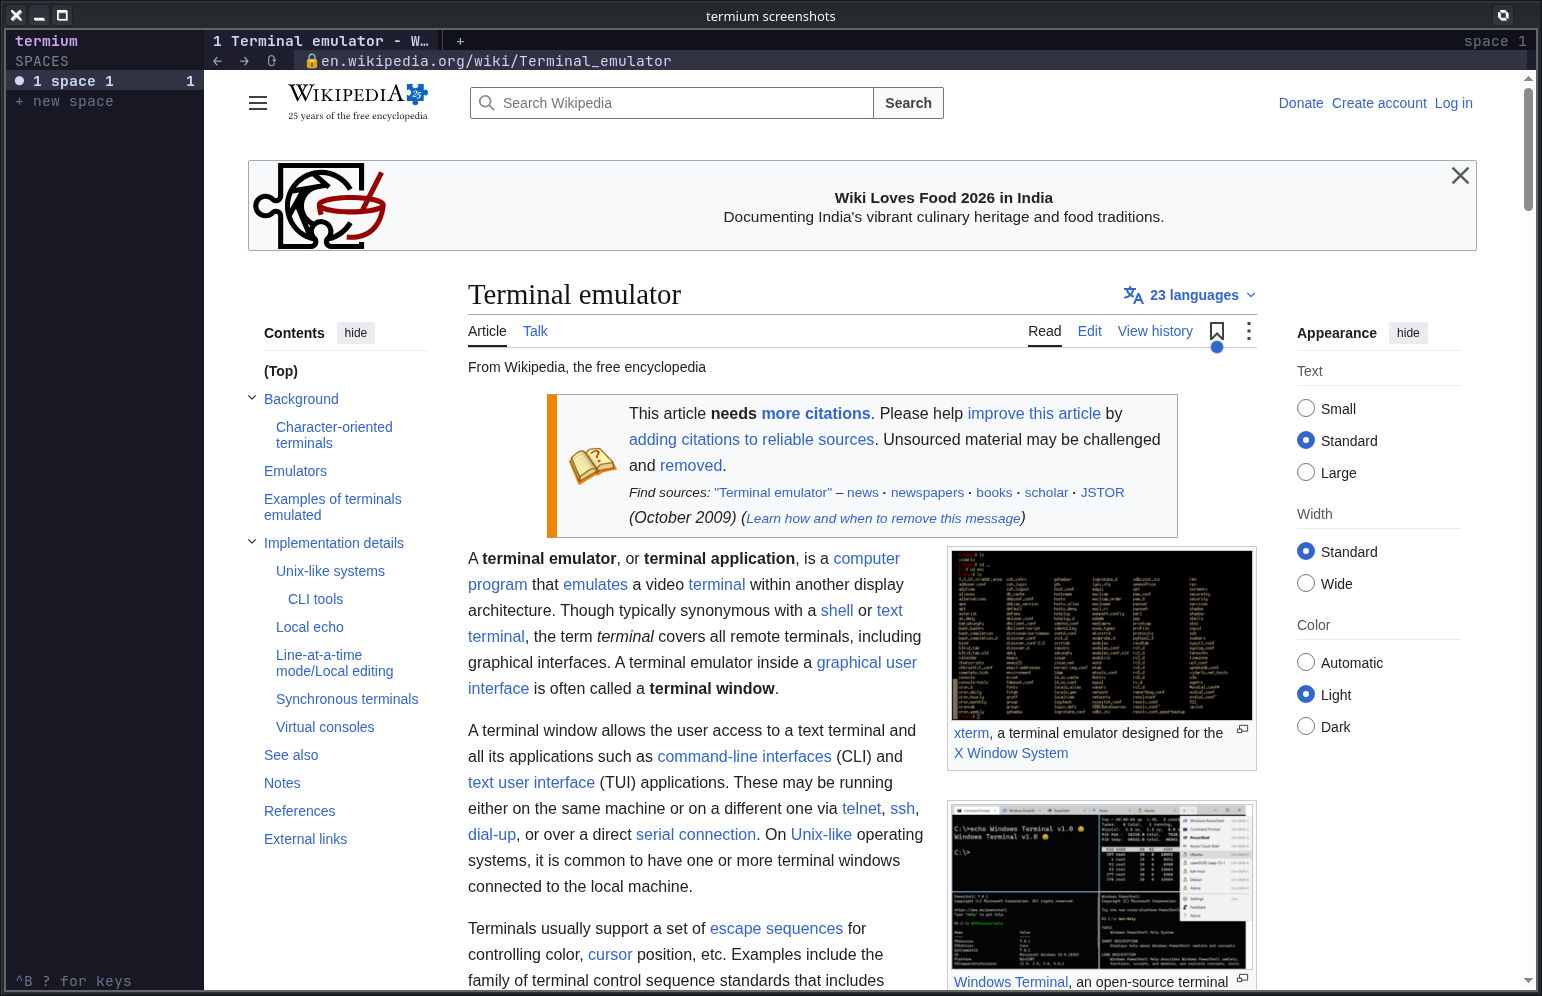 termium screenshots
termium
SPACES
● 1 space 1 1
+ new space
^B ? for keys
1 Terminal emulator - W… +
space 1
← →
en.wikipedia.org/wiki/Terminal_emulator
WIKIPEDIA 25
25 years of the free encyclopedia
Search Wikipedia
Search
Donate Create account Log in
Wiki Loves Food 2026 in India
Documenting India's vibrant culinary heritage and food traditions.
Contents hide
(Top)
Background
Character-oriented
terminals
Emulators
Examples of terminals
emulated
Implementation details
Unix-like systems
CLI tools
Local echo
Line-at-a-time
mode/Local editing
Synchronous terminals
Virtual consoles
See also
Notes
References
External links
Terminal emulator
23 languages
Article Talk
Read Edit View history
From Wikipedia, the free encyclopedia
This article needs more citations. Please help improve this article by
adding citations to reliable sources. Unsourced material may be challenged
and removed.
Find sources: "Terminal emulator" – news · newspapers · books · scholar · JSTOR
(October 2009) (Learn how and when to remove this message)
A terminal emulator, or terminal application, is a computer
program that emulates a video terminal within another display
architecture. Though typically synonymous with a shell or text
terminal, the term terminal covers all remote terminals, including
graphical interfaces. A terminal emulator inside a graphical user
interface is often called a terminal window.
A terminal window allows the user access to a text terminal and
all its applications such as command-line interfaces (CLI) and
text user interface (TUI) applications. These may be running
either on the same machine or on a different one via telnet, ssh,
dial-up, or over a direct serial connection. On Unix-like operating
systems, it is common to have one or more terminal windows
connected to the local machine.
Terminals usually support a set of escape sequences for
controlling color, cursor position, etc. Examples include the
family of terminal control sequence standards that includes
xterm, a terminal emulator designed for the
X Window System
C:\>echo Windows Terminal v1.0
Windows Terminal v1.0
C:\>
Windows Terminal, an open-source terminal
Appearance hide
Text
Small
Standard
Large
Width
Standard
Wide
Color
Automatic
Light
Dark